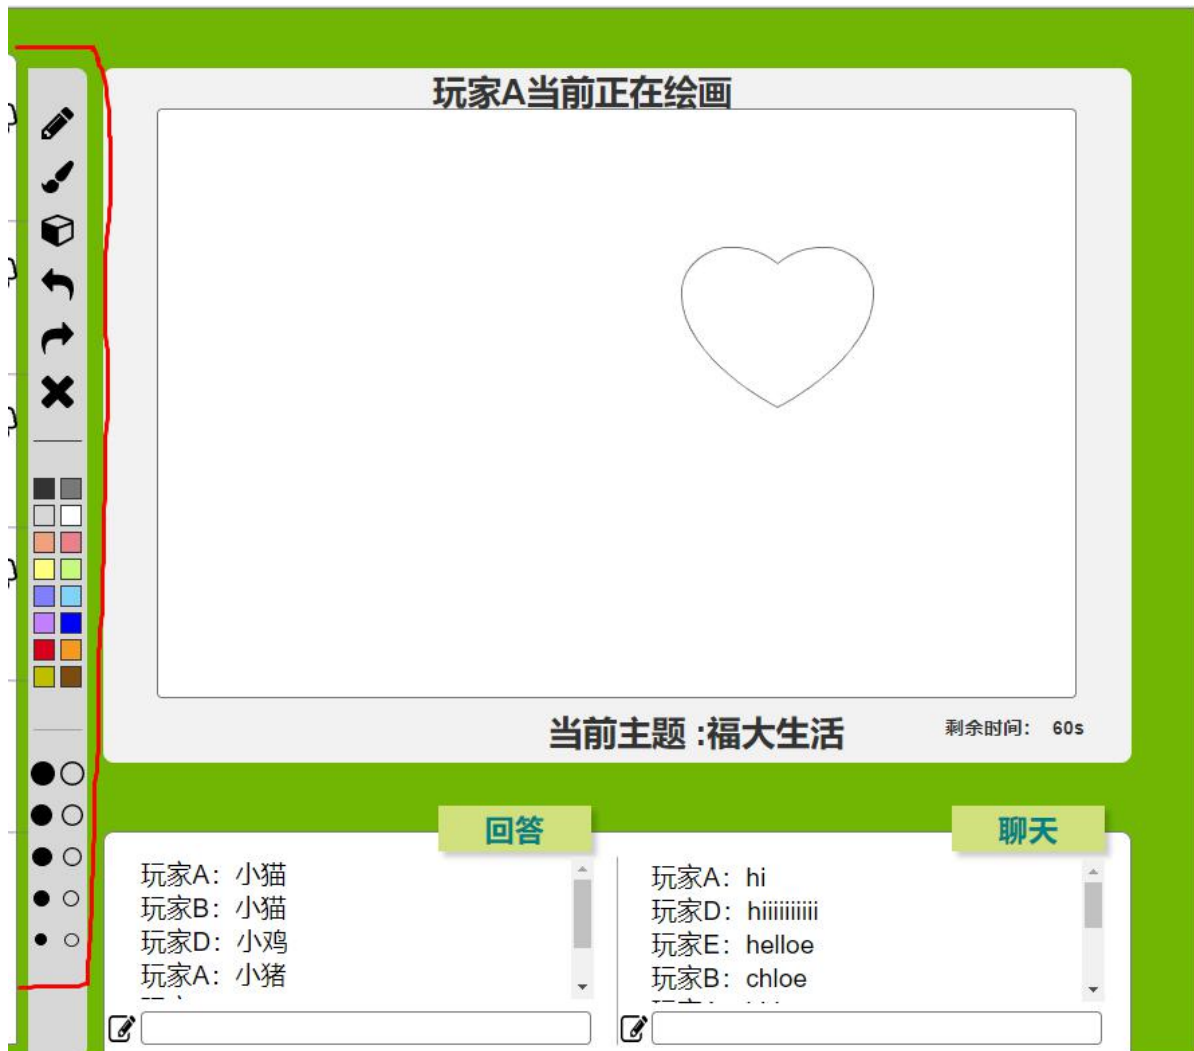 玩家A当前正在绘画
当前主题 :福大生活
剩余时间： 60s
回答
玩家A：小猫
玩家B：小猫
玩家D：小鸡
玩家A：小猪
聊天
玩家A：hi
玩家D：hiiiiiiiiii
玩家E：helloe
玩家B：chloe